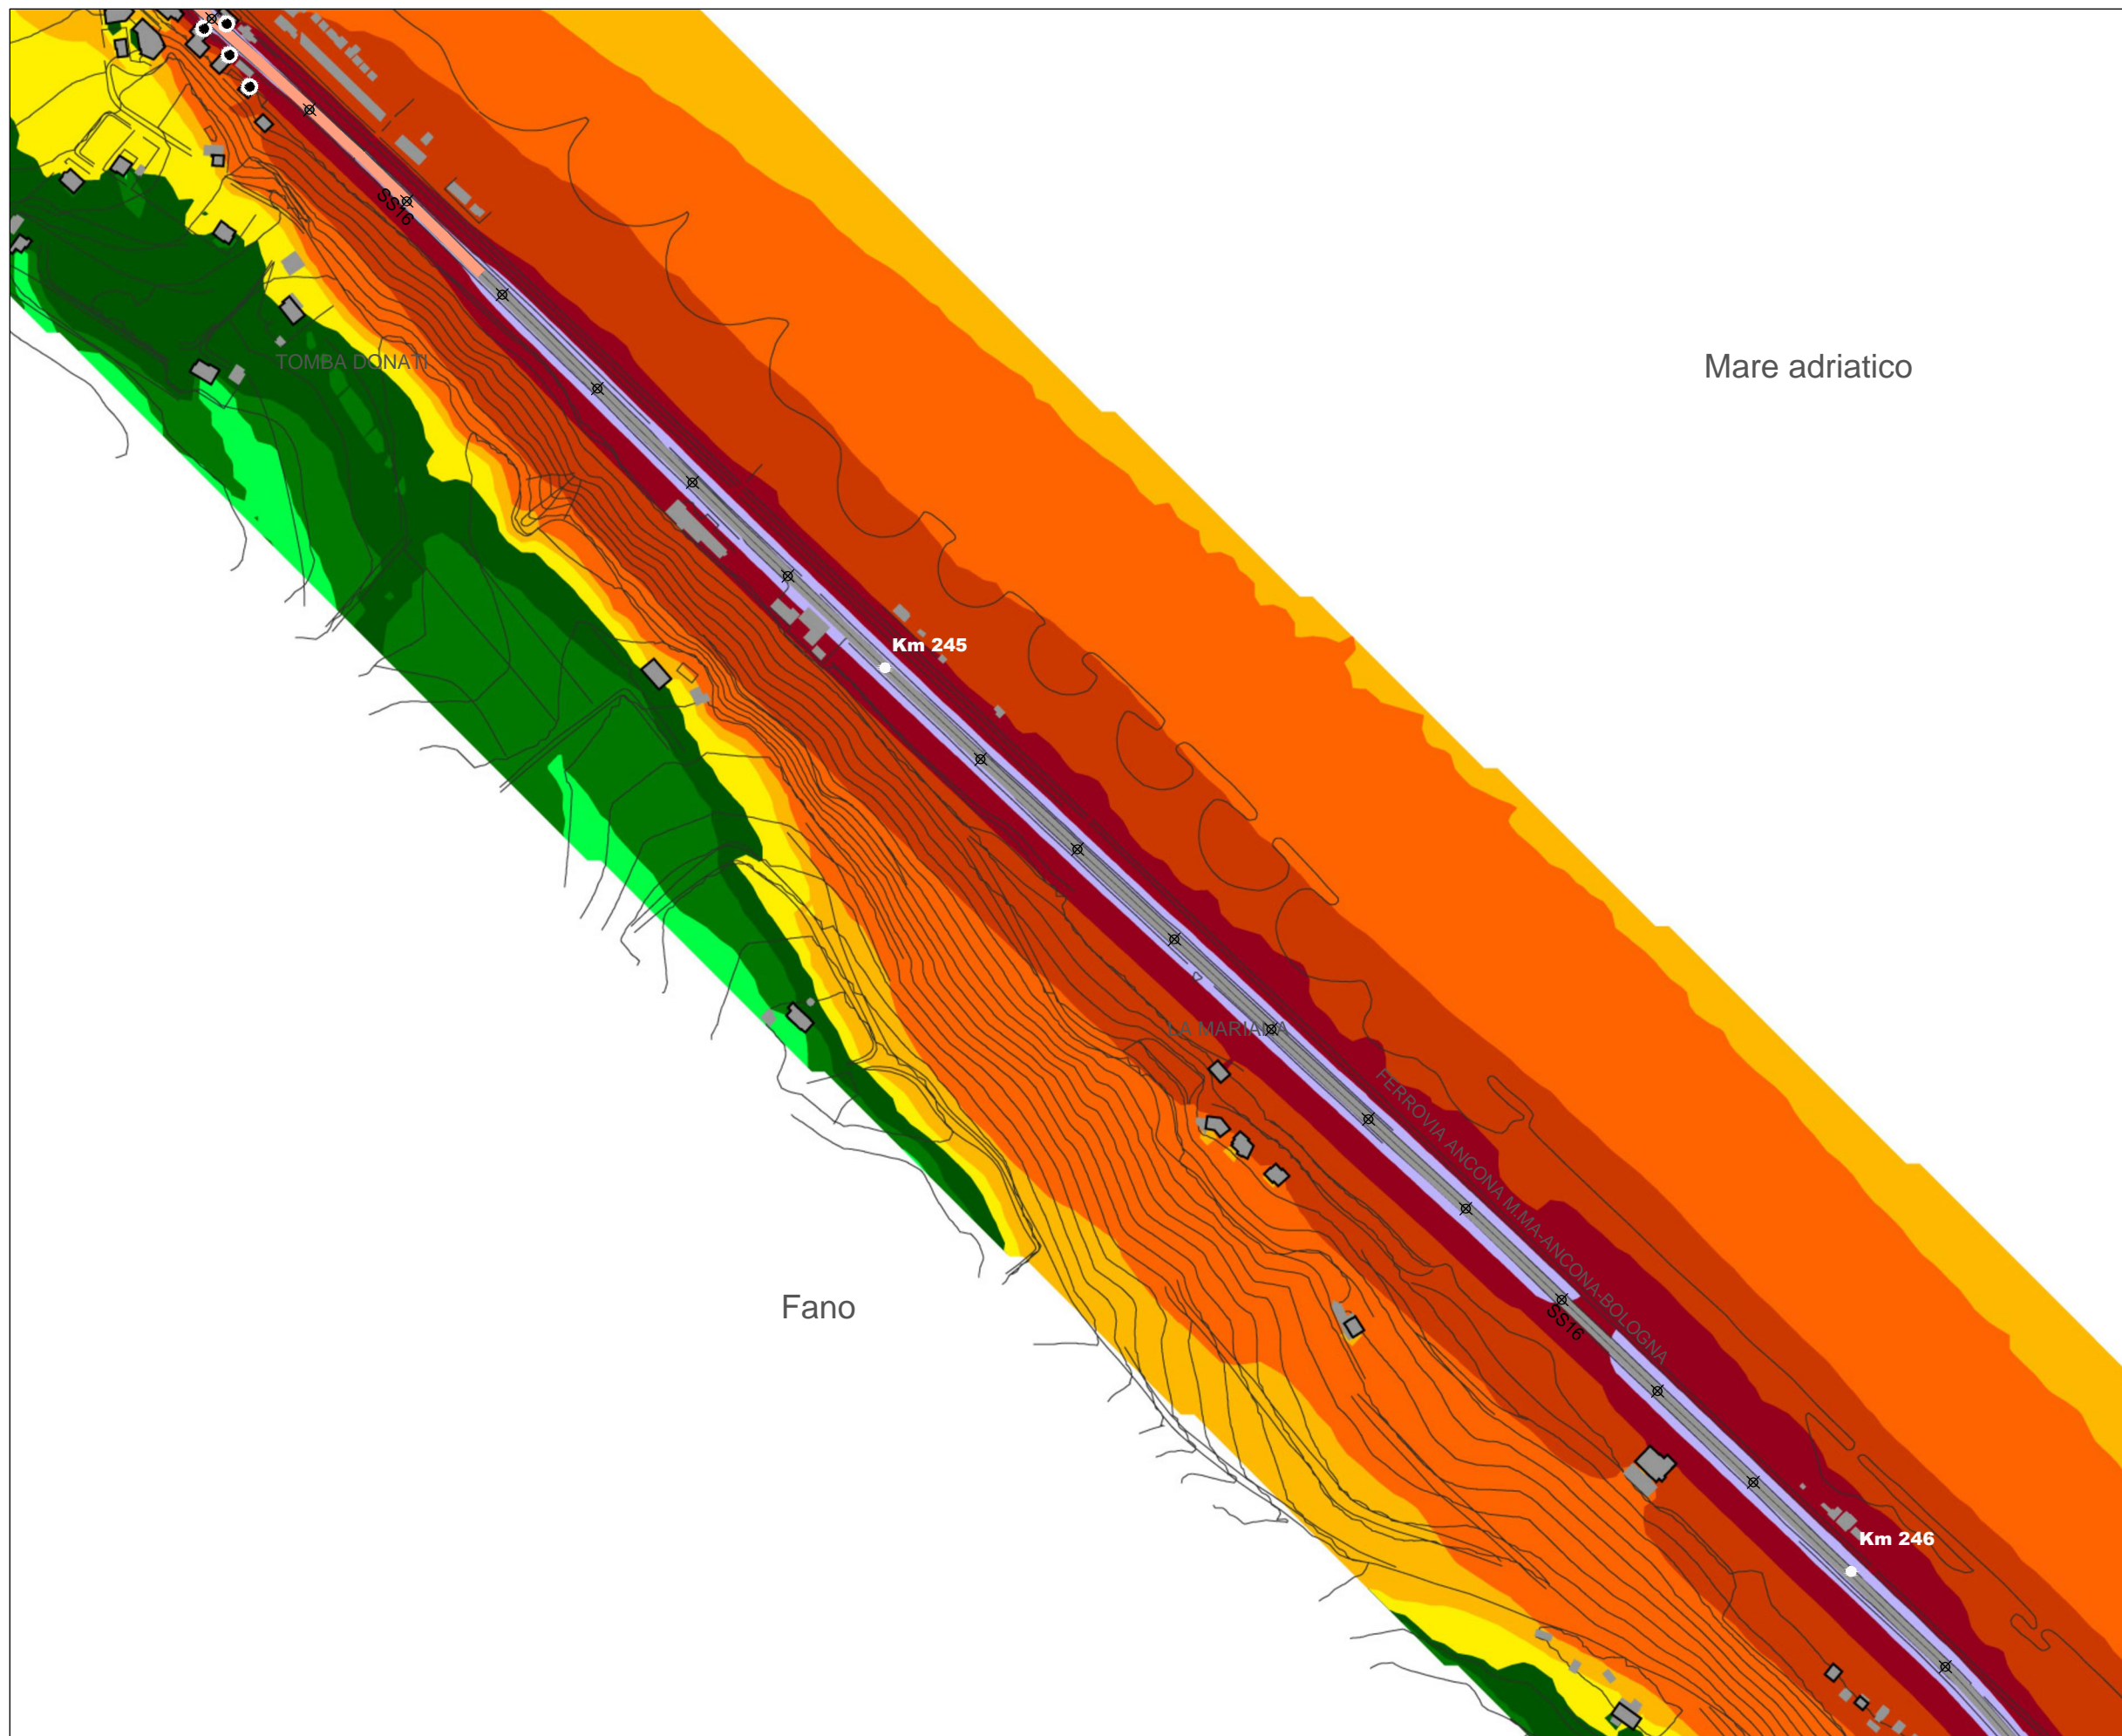 SS16
TOMBA DONATI
Mare adriatico
Km 245
LA MARIANA
FERROVIA ANCONA M.MA-ANCONA-BOLOGNA
Fano
SS16
Km 246